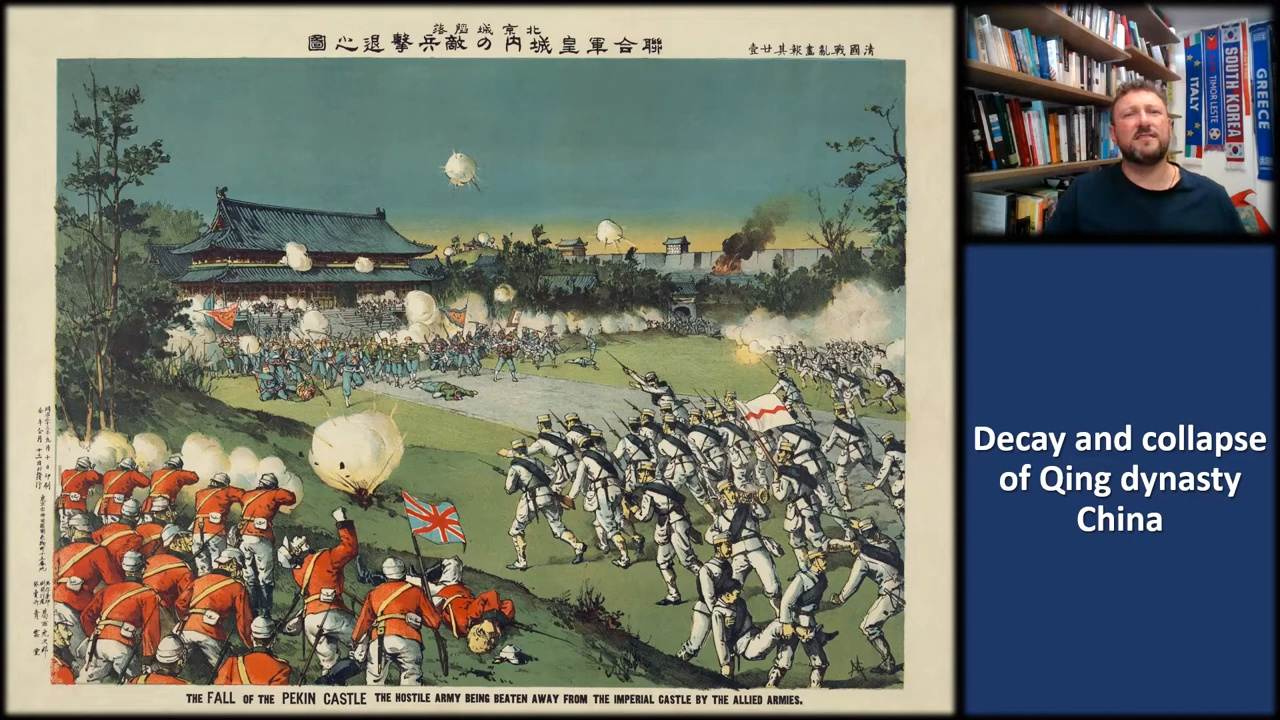 北京城陷落
聯合軍皇城内の敵兵擊退心圖
清國戰亂畫報其廿壹
THE FALL OF THE PEKIN CASTLE THE HOSTILE ARMY BEING BEATEN AWAY FROM THE IMPERIAL CASTLE BY THE ALLIED ARMIES.
ITALY
TIMOR LESTE
SOUTH KOREA
GREECE
Decay and collapse
of Qing dynasty
China